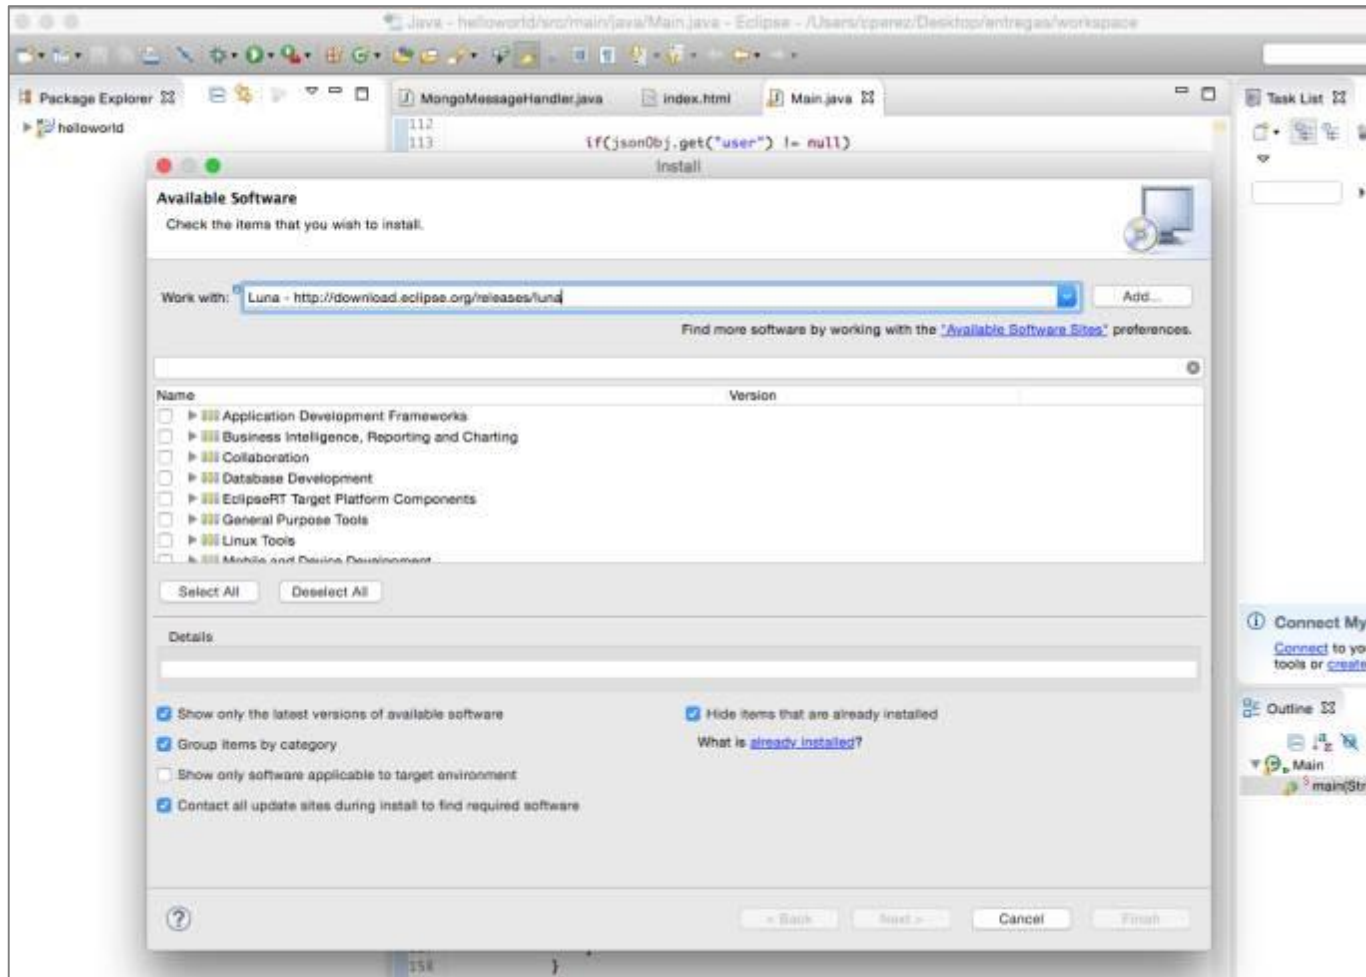 Java - helloworld/src/main/java/Main.java - Eclipse - /Users/cperez/Desktop/entregas/workspace
Package Explorer
MongoMessageHandler.java
index.html
Main.java
Task List
helloworld
112
113 if(jsonObj.get("user") != null)
Install
Available Software
Check the items that you wish to install.
Work with: Luna - http://download.eclipse.org/releases/luna
Add...
Find more software by working with the "Available Software Sites" preferences.
Name Version
Application Development Frameworks
Business Intelligence, Reporting and Charting
Collaboration
Database Development
EclipseRT Target Platform Components
General Purpose Tools
Linux Tools
Mobile and Device Development
Select All Deselect All
Details
Show only the latest versions of available software
Hide items that are already installed
Group items by category
What is already installed?
Show only software applicable to target environment
Contact all update sites during install to find required software
< Back Next > Cancel Finish
Connect My
Connect to you
tools or create
Outline
Main
main(Str
158 }